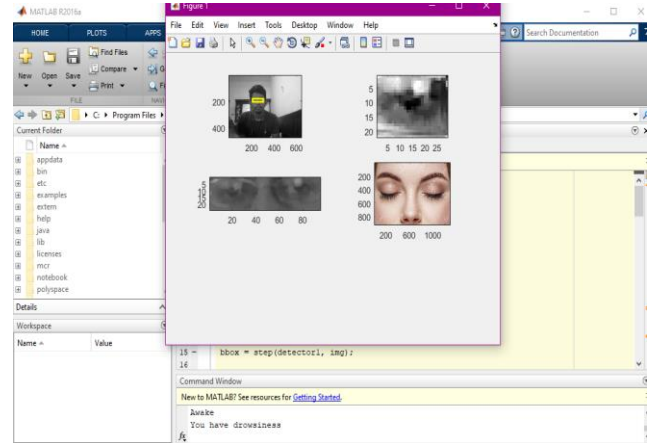 MATLAB R2016a
Figure 1
HOME PLOTS APPS
File Edit View Insert Tools Desktop Window Help
Search Documentation
New Open Save
Find Files
Compare
Print
FILE
C: Program Files
Current Folder
Name
appdata
bin
etc
examples
extern
help
java
lib
licenses
mcr
notebook
polyspace
Details
Workspace
Name Value
200
400
200 400 600
5
10
15
20
5 10 15 20 25
20 40 60 80
200
400
600
800
200 600 1000
15 - bbox = step(detector1, img);
16
Command Window
New to MATLAB? See resources for Getting Started.
Awake
You have drowsiness
fx